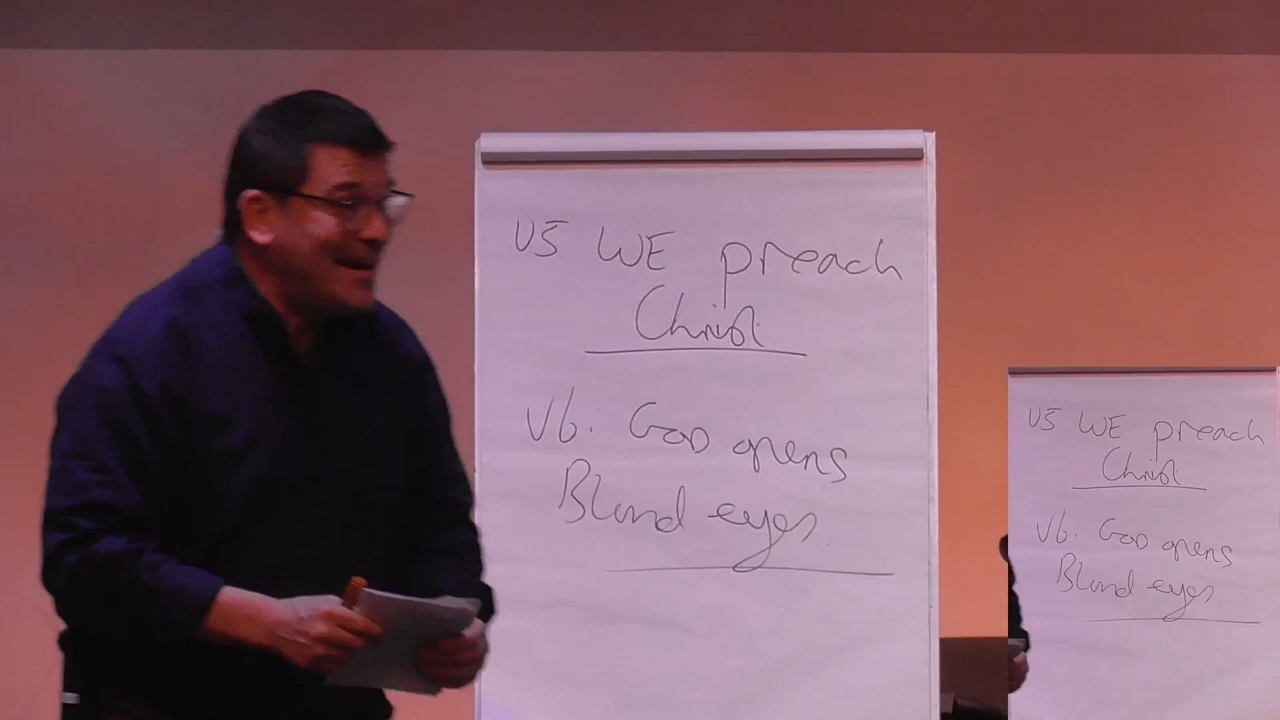 V5 WE preach
Christ
V6. GOD opens
Blind eyes
V5 WE preach
Christ
V6. GOD opens
Blind eyes